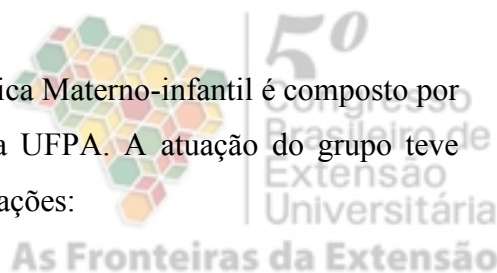 5º
Congresso
ica Materno-infantil é composto por
Brasileiro de
a UFPA. A atuação do grupo teve
Extensão
ações:
Universitária
As Fronteiras da Extensão